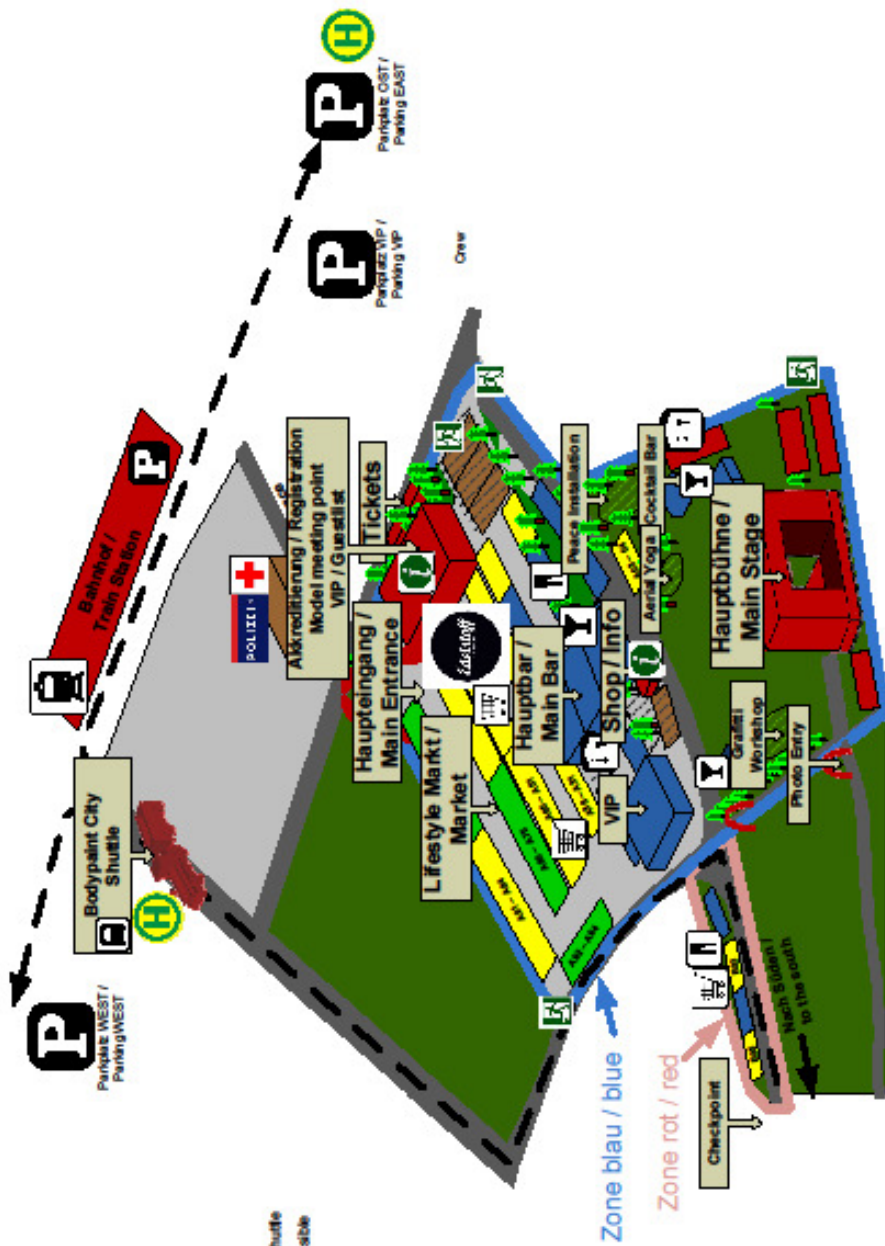 Parkplatz WEST /
Parking WEST
Bodypaint City
Shuttle
H
Bahnhof /
Train Station
P
P
P
P
H
Parkplatz VIP /
Parking VIP
Parkplatz OST /
Parking EAST
Crew
POLIZEI
Akkreditierung / Registration
Model meeting point
VIP / Guestlist
Tickets
Haupteingang /
Main Entrance
Edelstoff
Lifestyle Markt /
Market
Hauptbar /
Main Bar
Shop / Info
VIP
Peace Installation
Aerial Yoga
Cocktail Bar
Hauptbühne /
Main Stage
Graffiti
Workshop
Photo Entry
Zone blau / blue
Zone rot / red
Checkpoint
Nach Süden /
to the south